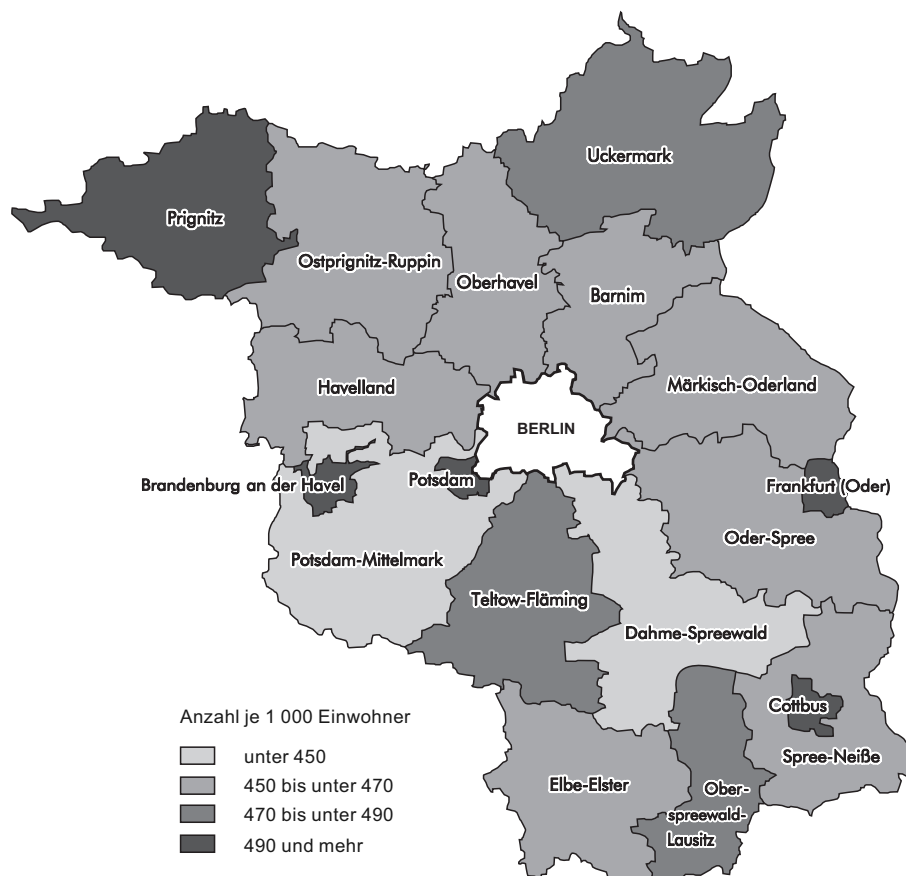 Uckermark
Prignitz
Ostprignitz-Ruppin
Oberhavel
Barnim
Havelland
Märkisch-Oderland
BERLIN
Brandenburg an der Havel
Potsdam
Frankfurt (Oder)
Oder-Spree
Potsdam-Mittelmark
Teltow-Fläming
Dahme-Spreewald
Cottbus
Spree-Neiße
Elbe-Elster
Ober-
spreewald-
Lausitz
Anzahl je 1 000 Einwohner
unter 450
450 bis unter 470
470 bis unter 490
490 und mehr